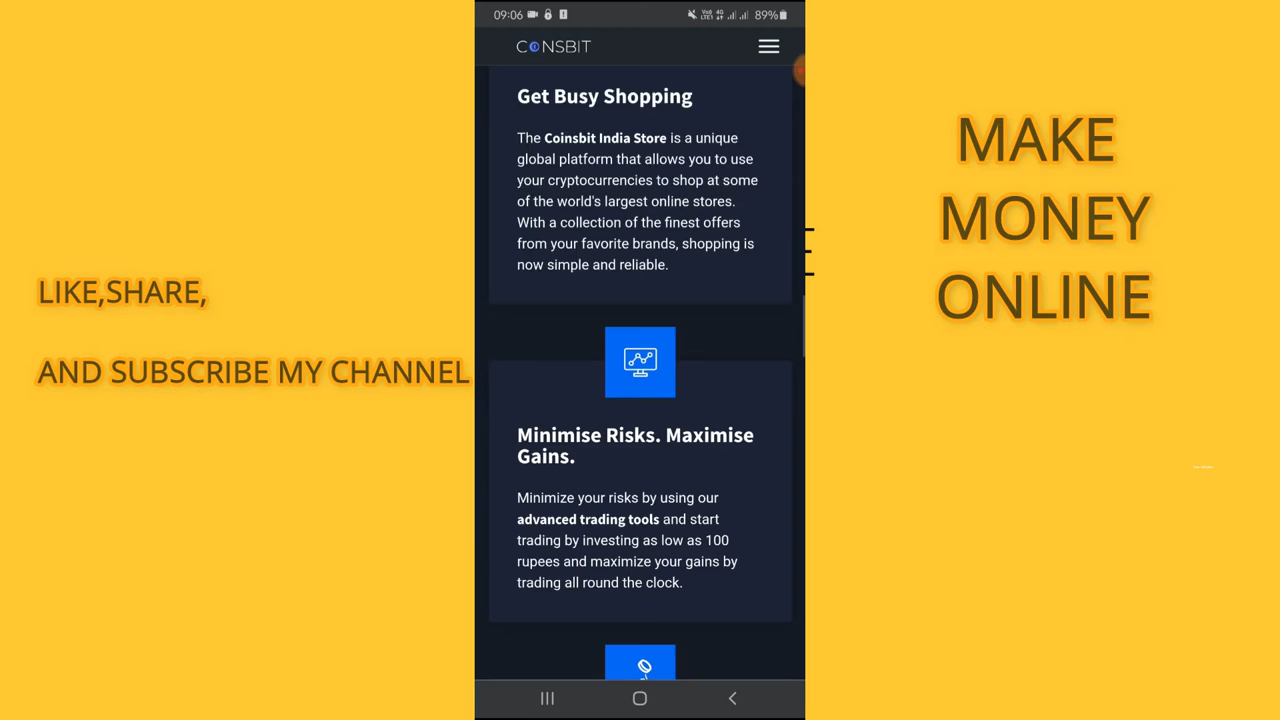 LIKE,SHARE,
AND SUBSCRIBE MY CHANNEL
09:06
89%
CONSBIT
Get Busy Shopping
The Coinsbit India Store is a unique
global platform that allows you to use
your cryptocurrencies to shop at some
of the world's largest online stores.
With a collection of the finest offers
from your favorite brands, shopping is
now simple and reliable.
Minimise Risks. Maximise
Gains.
Minimize your risks by using our
advanced trading tools and start
trading by investing as low as 100
rupees and maximize your gains by
trading all round the clock.
MAKE
MONEY
ONLINE